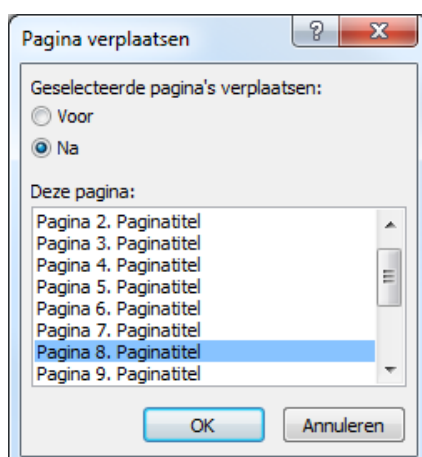 Pagina verplaatsen
?
Geselecteerde pagina's verplaatsen:
Voor
Na
Deze pagina:
Pagina 2. Paginatitel
Pagina 3. Paginatitel
Pagina 4. Paginatitel
Pagina 5. Paginatitel
Pagina 6. Paginatitel
Pagina 7. Paginatitel
Pagina 8. Paginatitel
Pagina 9. Paginatitel
OK Annuleren